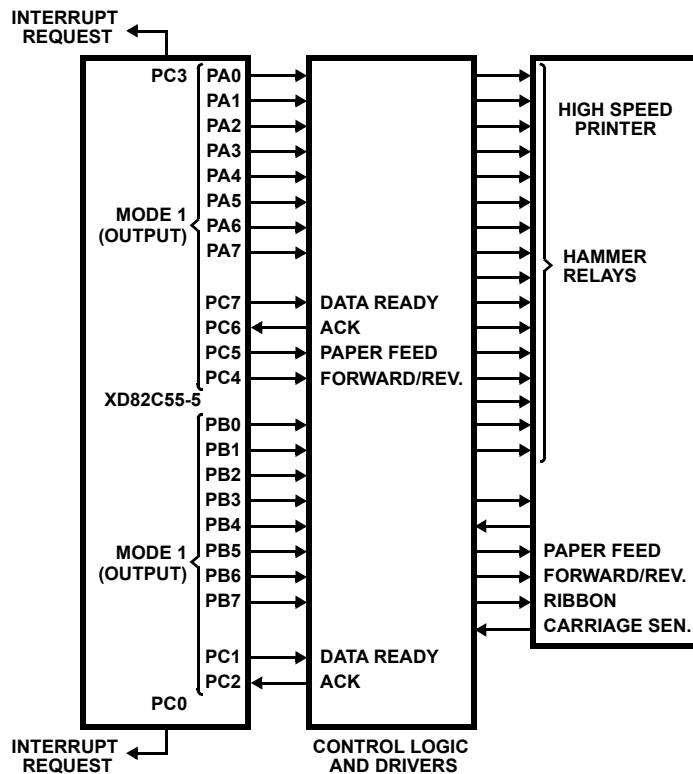 INTERRUPT
REQUEST
PC3
PA0
PA1
PA2
PA3
PA4
PA5
PA6
PA7
MODE 1
(OUTPUT)
PC7
PC6
PC5
PC4
XD82C55-5
PB0
PB1
PB2
PB3
PB4
PB5
PB6
PB7
MODE 1
(OUTPUT)
PC1
PC2
PC0
INTERRUPT
REQUEST
DATA READY
ACK
PAPER FEED
FORWARD/REV.
DATA READY
ACK
CONTROL LOGIC
AND DRIVERS
HIGH SPEED
PRINTER
HAMMER
RELAYS
PAPER FEED
FORWARD/REV.
RIBBON
CARRIAGE SEN.